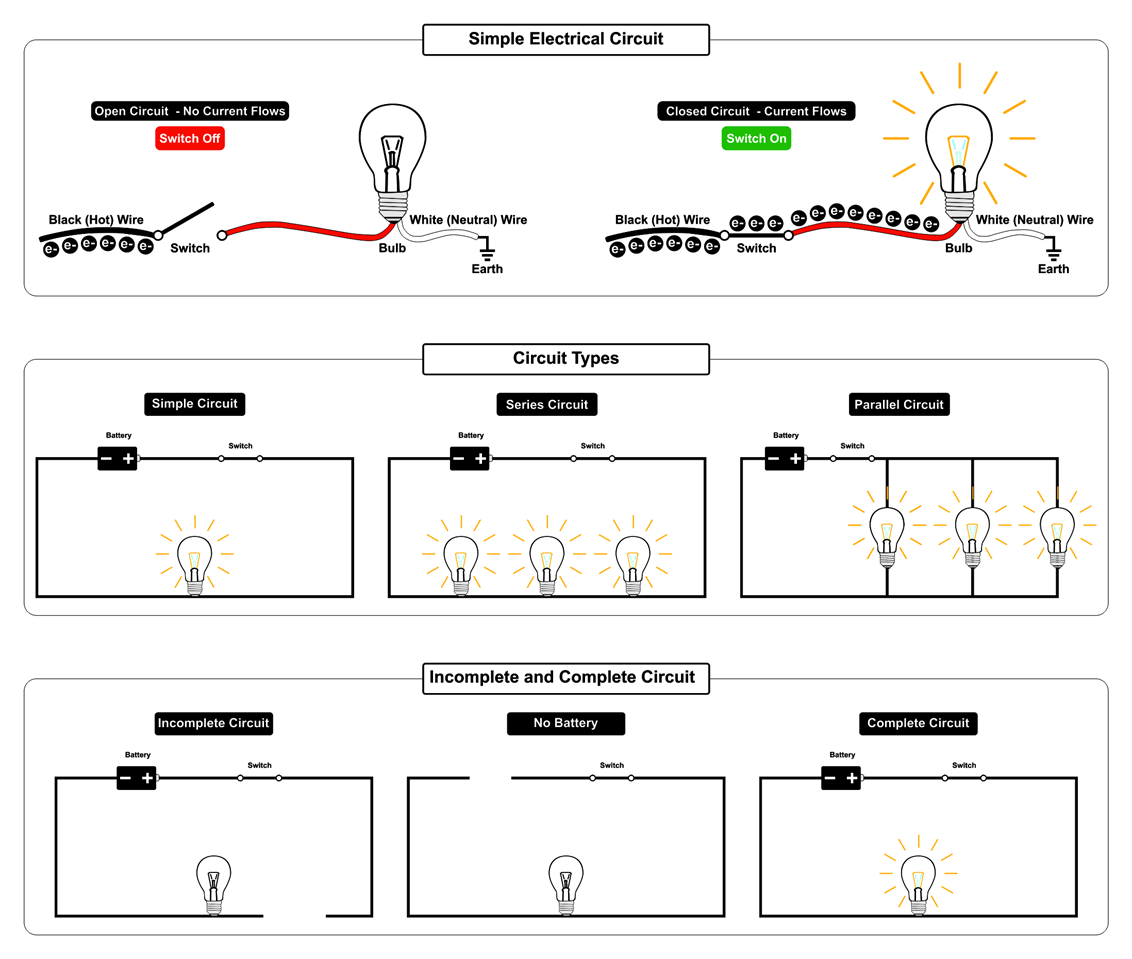 Simple Electrical Circuit
Open Circuit - No Current Flows
Switch Off
Black (Hot) Wire
e- e- e- e- e- e-
Switch
White (Neutral) Wire
Bulb
Earth
Closed Circuit - Current Flows
Switch On
Black (Hot) Wire
e- e- e- e- e- e-
e- e- e-
Switch
e- e- e- e- e- e- e- e-
White (Neutral) Wire
Bulb
Earth
Circuit Types
Simple Circuit
Battery
Switch
− +
Series Circuit
Battery
Switch
− +
Parallel Circuit
Battery
Switch
− +
Incomplete and Complete Circuit
Incomplete Circuit
Battery
Switch
− +
No Battery
Switch
Complete Circuit
Battery
Switch
− +